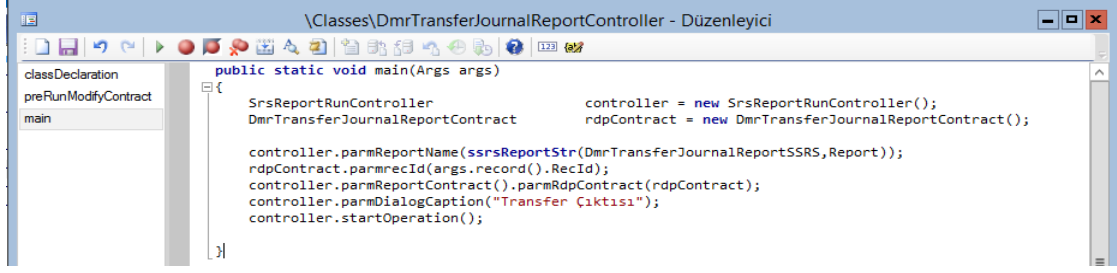 \Classes\DmrTransferJournalReportController - Düzenleyici
123
classDeclaration
preRunModifyContract
main
public static void main(Args args)
{
SrsReportRunController controller = new SrsReportRunController();
DmrTransferJournalReportContract rdpContract = new DmrTransferJournalReportContract();
controller.parmReportName(ssrsReportStr(DmrTransferJournalReportSSRS,Report));
rdpContract.parmrecId(args.record().RecId);
controller.parmReportContract().parmRdpContract(rdpContract);
controller.parmDialogCaption("Transfer Çıktısı");
controller.startOperation();
}